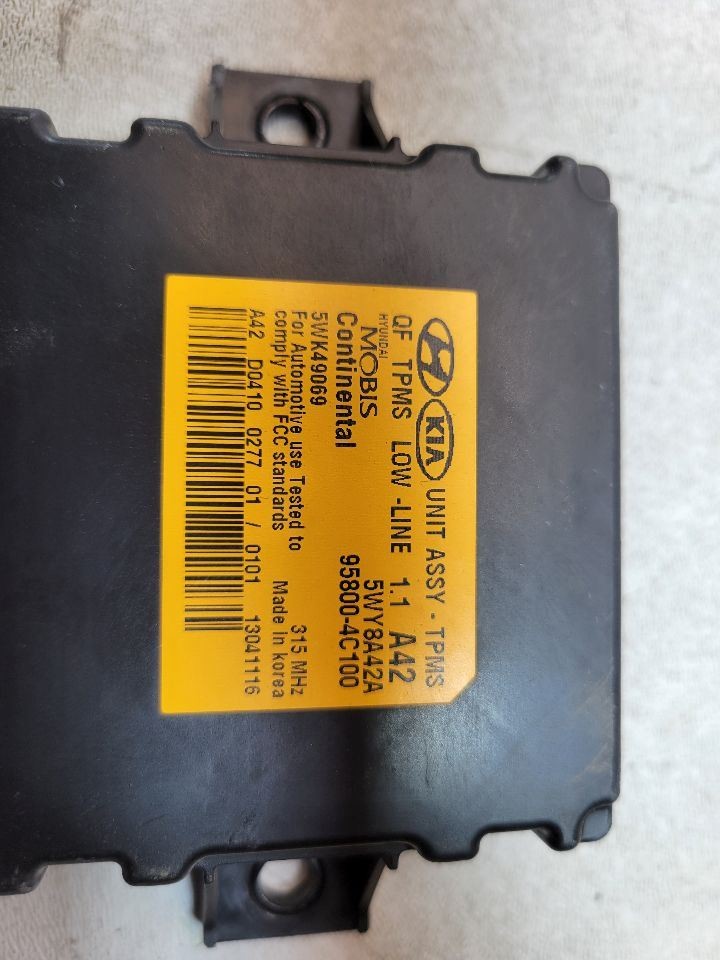 KIA UNIT ASSY - TPMS
QF TPMS LOW -LINE 1.1 A42
HYUNDAI MOBIS 5WY8A42A
Continental 95800-4C100
5WK49069
For Automotive use Tested to 315 MHz
comply with FCC standards Made in korea
A42 D0410 0277 01 / 0101 13041116